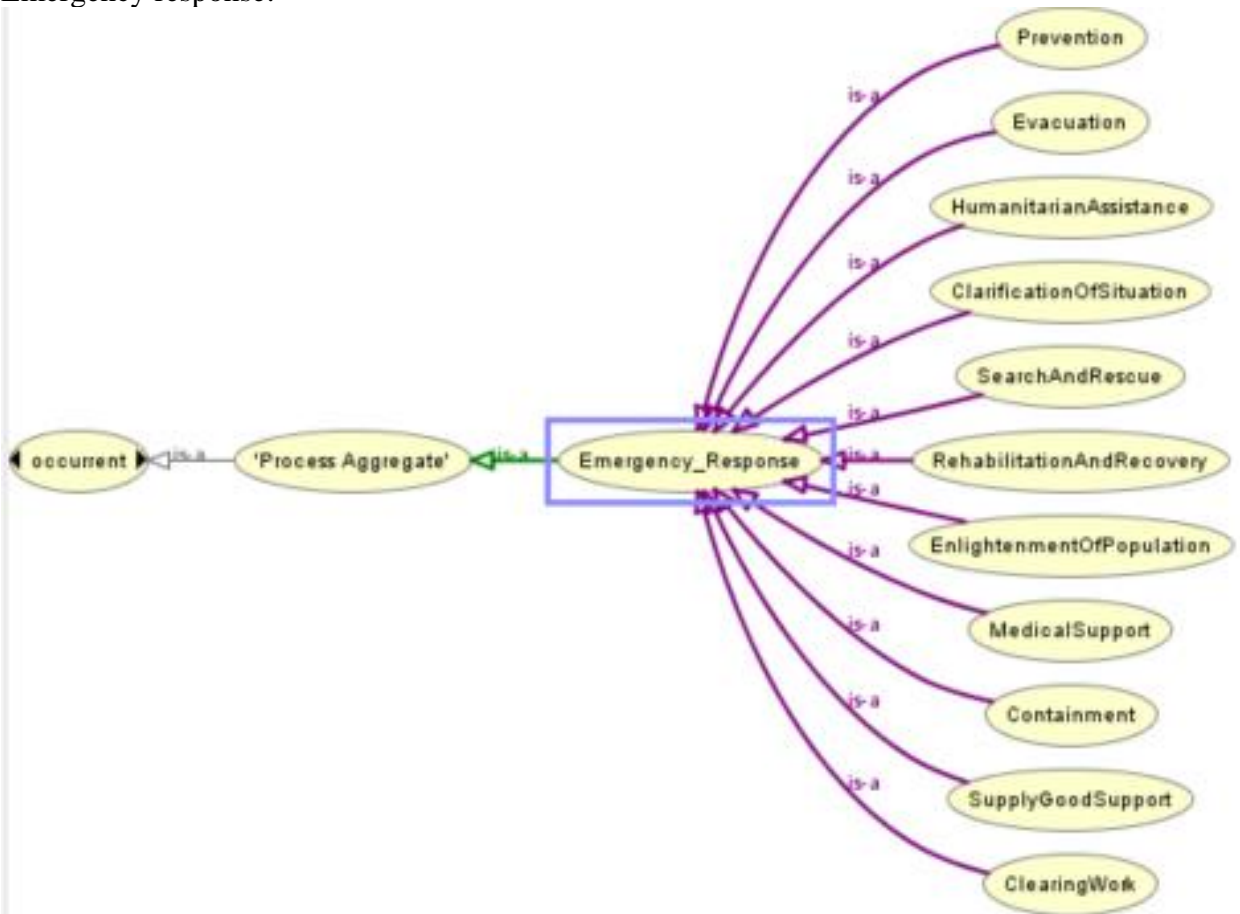 Emergency response.
Prevention
is-a
Evacuation
is-a
HumanitarianAssistance
is-a
ClarificationOfSituation
is-a
SearchAndRescue
is-a
occurrent
is-a
'Process Aggregate'
is-a
Emergency_Response
is-a
RehabilitationAndRecovery
is-a
EnlightenmentOfPopulation
is-a
MedicalSupport
is-a
Containment
is-a
SupplyGoodSupport
is-a
ClearingWork